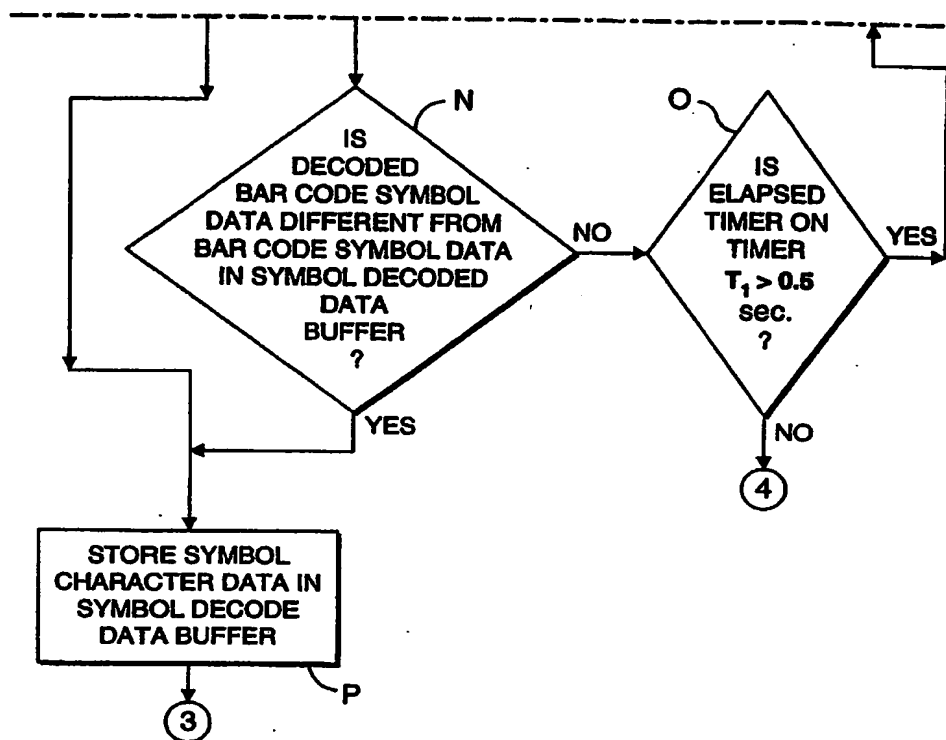 N
IS
DECODED
BAR CODE SYMBOL
DATA DIFFERENT FROM
BAR CODE SYMBOL DATA
IN SYMBOL DECODED
DATA
BUFFER
?
NO
YES
O
IS
ELAPSED
TIMER ON
TIMER
T₁ > 0.5
sec.
?
YES
NO
4
STORE SYMBOL
CHARACTER DATA IN
SYMBOL DECODE
DATA BUFFER
P
3